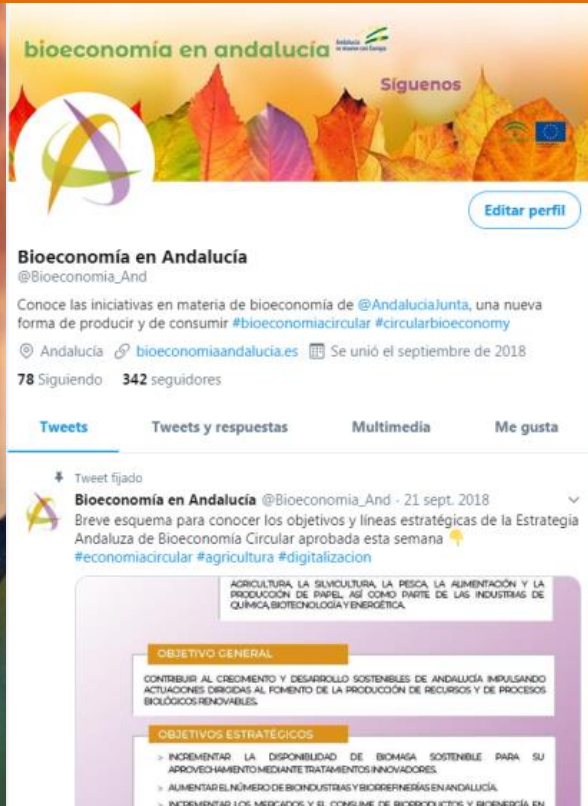 bioeconomía en andalucía
Andalucía
se mueve con Europa
Síguenos
Editar perfil
Bioeconomía en Andalucía
@Bioeconomia_And
Conoce las iniciativas en materia de bioeconomía de @AndaluciaJunta, una nueva
forma de producir y de consumir #bioeconomiacircular #circularbioeconomy
Andalucía bioeconomiaandalucia.es Se unió el septiembre de 2018
78 Siguiendo 342 seguidores
Tweets Tweets y respuestas Multimedia Me gusta
Tweet fijado
Bioeconomía en Andalucía @Bioeconomia_And · 21 sept. 2018
Breve esquema para conocer los objetivos y líneas estratégicas de la Estrategia
Andaluza de Bioeconomía Circular aprobada esta semana 👇
#economiacircular #agricultura #digitalizacion
AGRICULTURA, LA SILVICULTURA, LA PESCA, LA ALIMENTACIÓN Y LA
PRODUCCIÓN DE PAPEL, ASÍ COMO PARTE DE LAS INDUSTRIAS DE
QUÍMICA, BIOTECNOLOGÍA Y ENERGÉTICA.
OBJETIVO GENERAL
CONTRIBUIR AL CRECIMIENTO Y DESARROLLO SOSTENIBLES DE ANDALUCÍA IMPULSANDO
ACTUACIONES DIRIGIDAS AL FOMENTO DE LA PRODUCCIÓN DE RECURSOS Y DE PROCESOS
BIOLÓGICOS RENOVABLES.
OBJETIVOS ESTRATÉGICOS
> INCREMENTAR LA DISPONIBLIDAD DE BIOMASA SOSTENIBLE PARA SU
APROVECHAMIENTO MEDIANTE TRATAMIENTOS INNOVADORES.
> AUMENTAR EL NÚMERO DE BIOINDUSTRIAS Y BIORREFINERÍAS EN ANDALUCÍA.
> INCREMENTAR LOS MERCADOS Y EL CONSUME DE BIOPRODUCTOS Y BIOENERGÍA EN